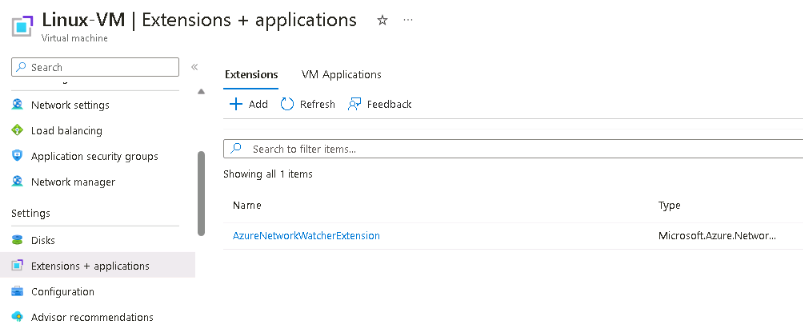 Linux-VM | Extensions + applications
Virtual machine
Search
Extensions
VM Applications
Network settings
Add
Refresh
Feedback
Load balancing
Application security groups
Search to filter items...
Network manager
Showing all 1 items
Name
Type
Settings
Disks
AzureNetworkWatcherExtension
Microsoft.Azure.Networ...
Extensions + applications
Configuration
Advisor recommendations